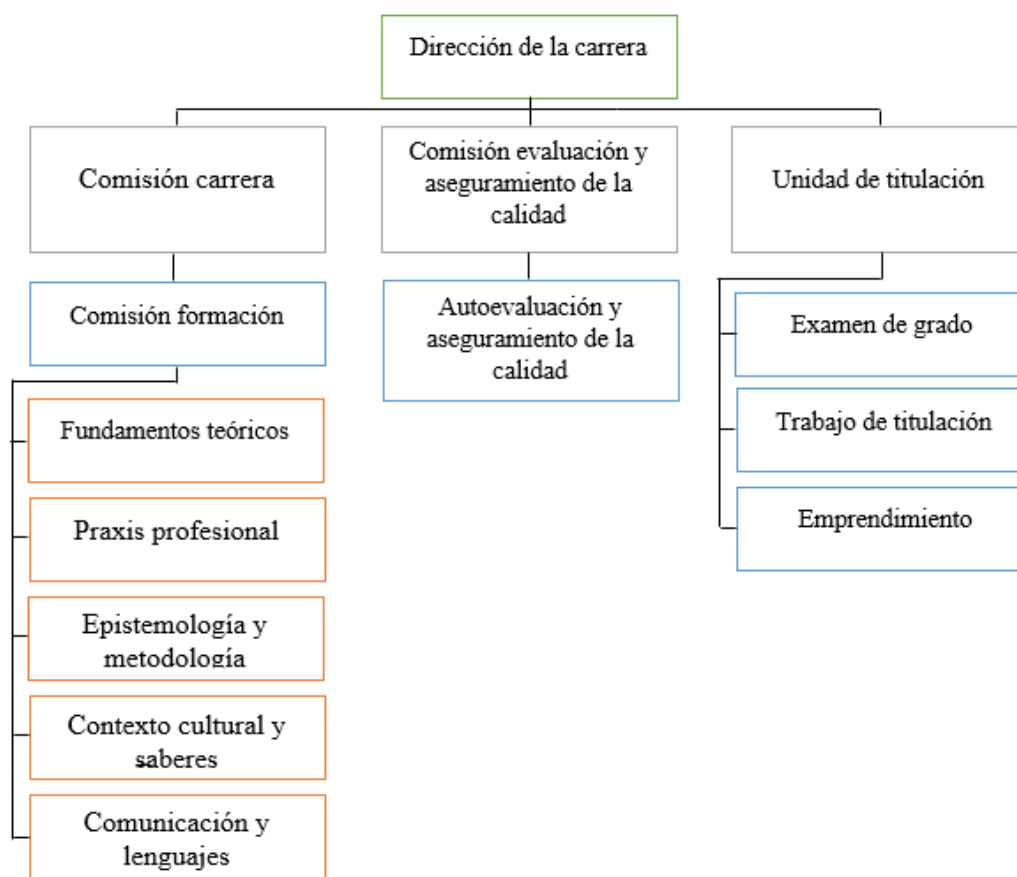 Dirección de la carrera
Comisión carrera
Comisión evaluación y
aseguramiento de la
calidad
Unidad de titulación
Comisión formación
Autoevaluación y
aseguramiento de la
calidad
Examen de grado
Trabajo de titulación
Emprendimiento
Fundamentos teóricos
Praxis profesional
Epistemología y
metodología
Contexto cultural y
saberes
Comunicación y
lenguajes